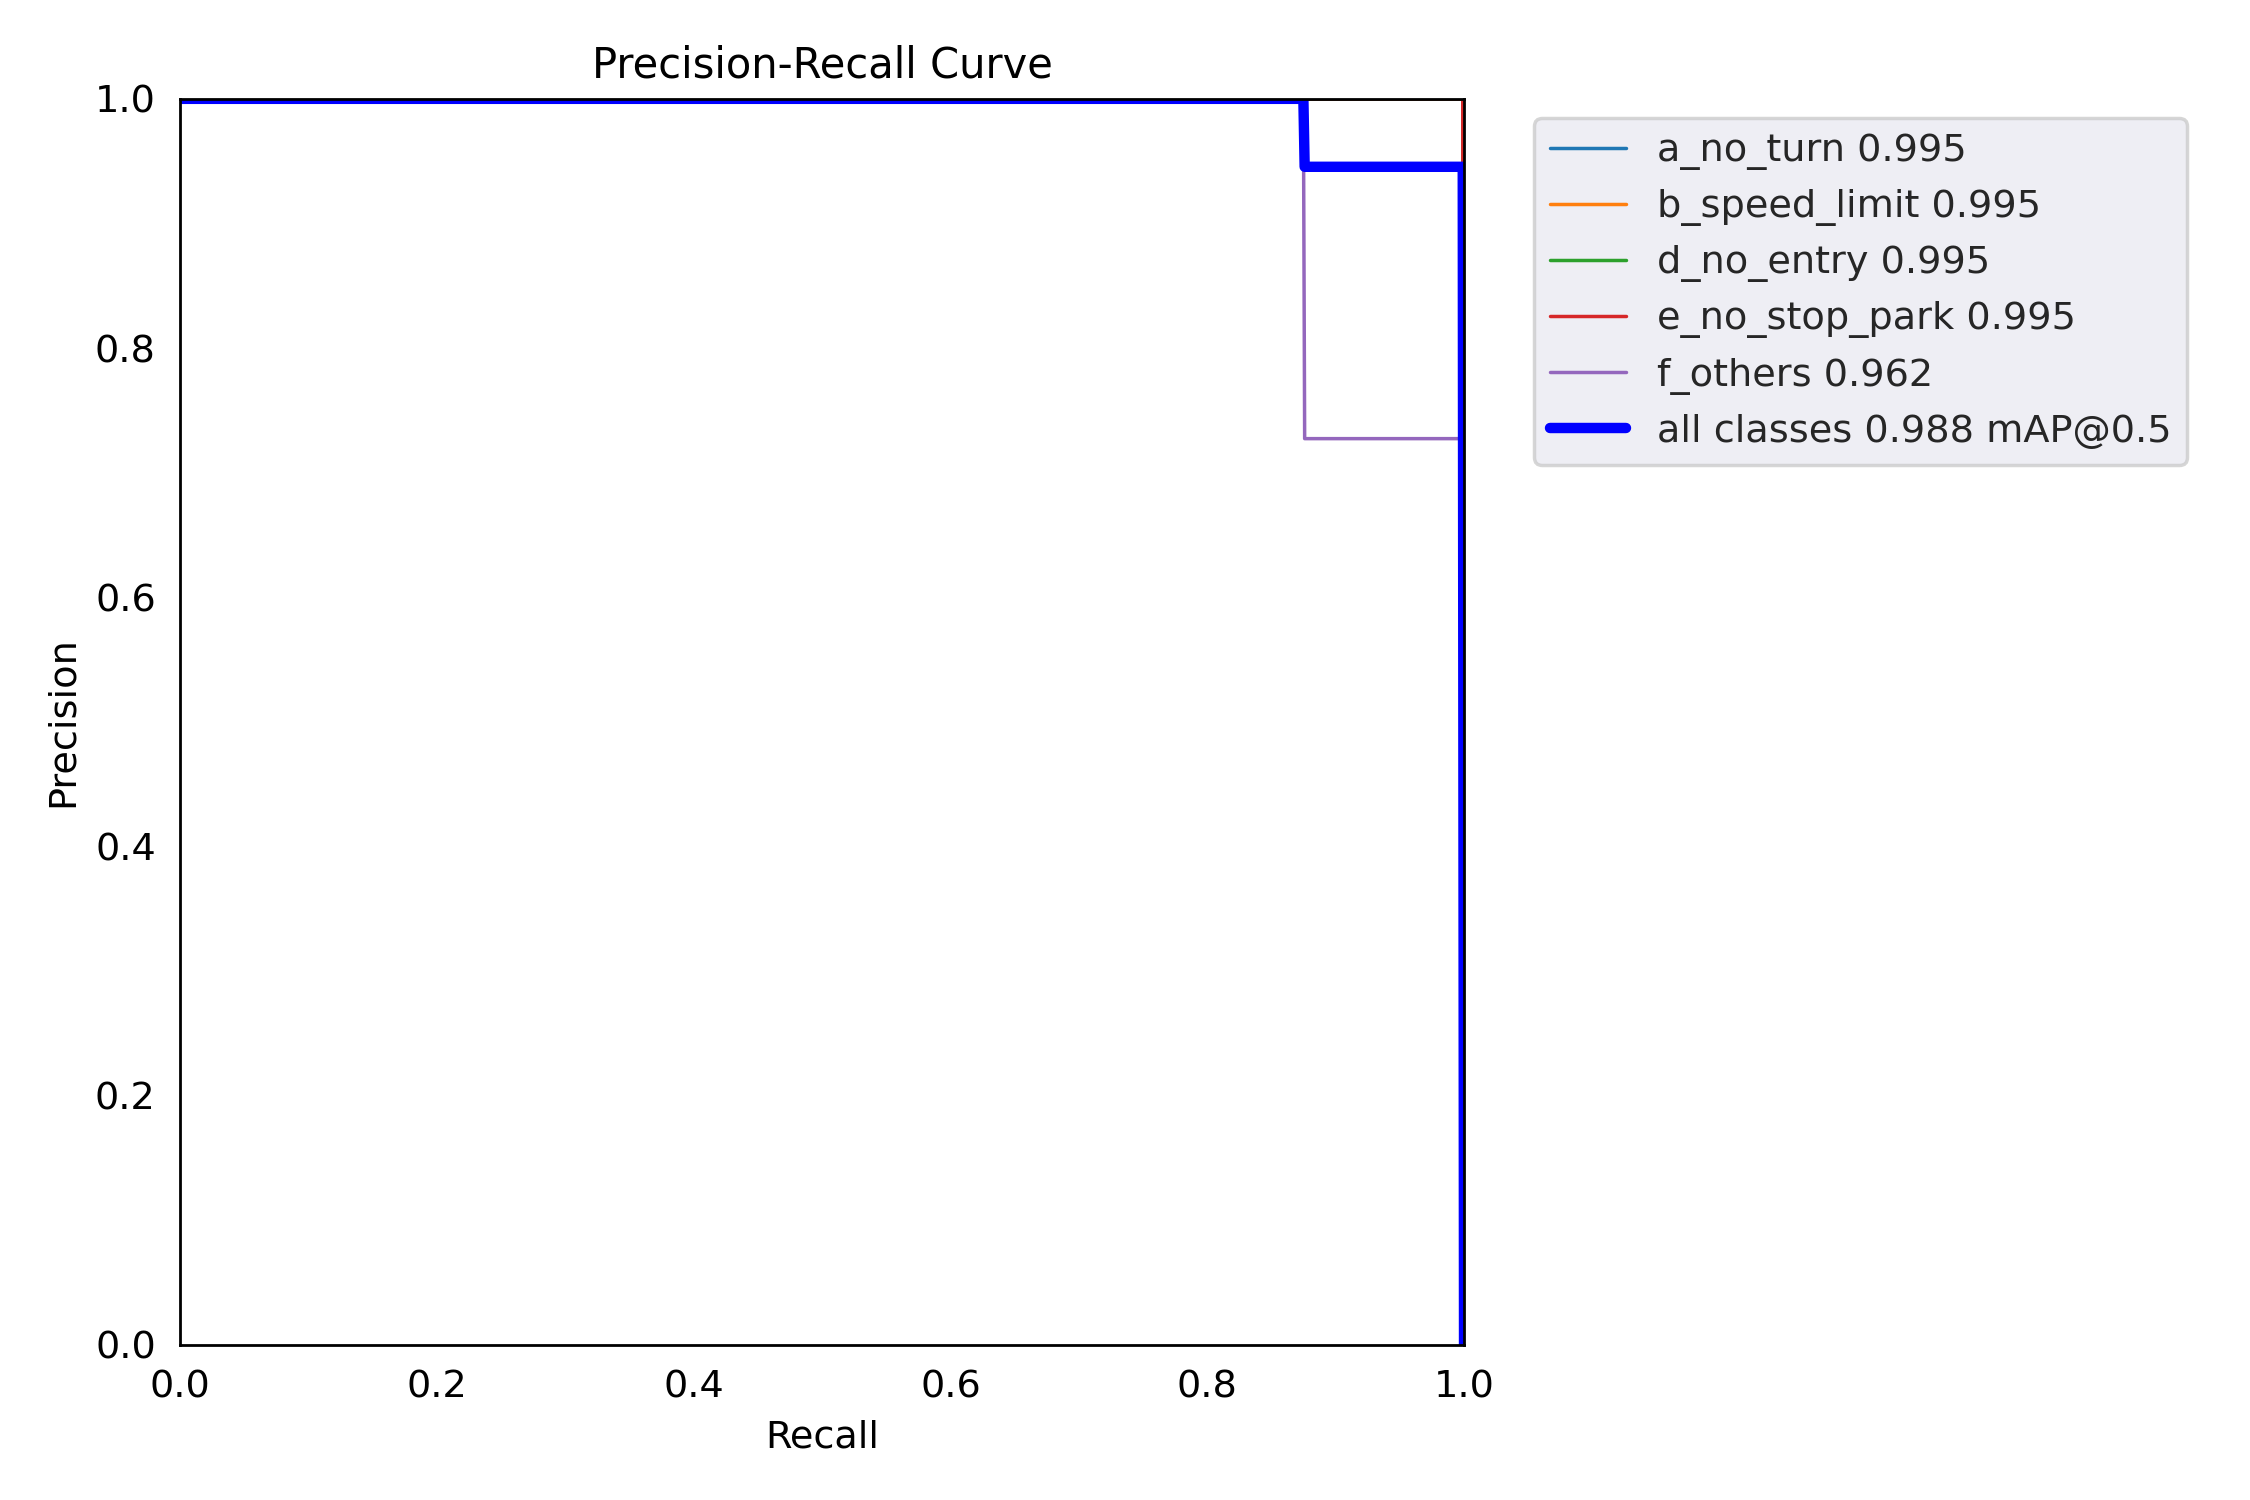 Precision-Recall Curve
1.0
0.8
0.6
0.4
0.2
0.0
Precision
0.0 0.2 0.4 0.6 0.8 1.0
Recall
a_no_turn 0.995
b_speed_limit 0.995
d_no_entry 0.995
e_no_stop_park 0.995
f_others 0.962
all classes 0.988 mAP@0.5